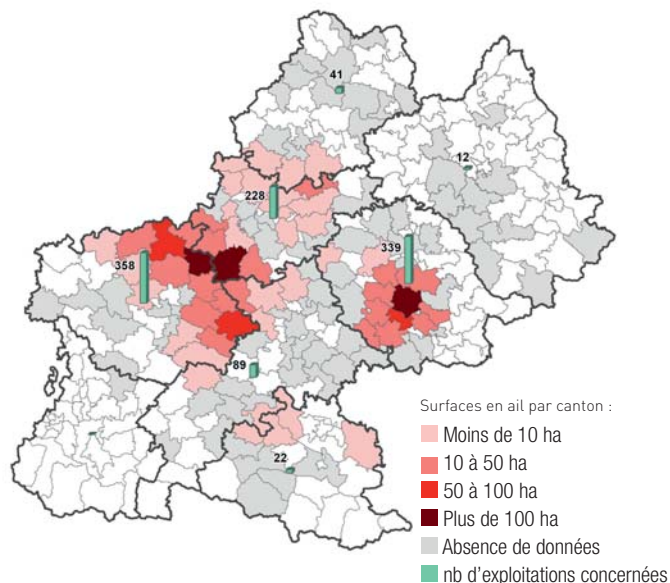 41
12
228
339
358
89
22
Surfaces en ail par canton :
Moins de 10 ha
10 à 50 ha
50 à 100 ha
Plus de 100 ha
Absence de données
nb d'exploitations concernées